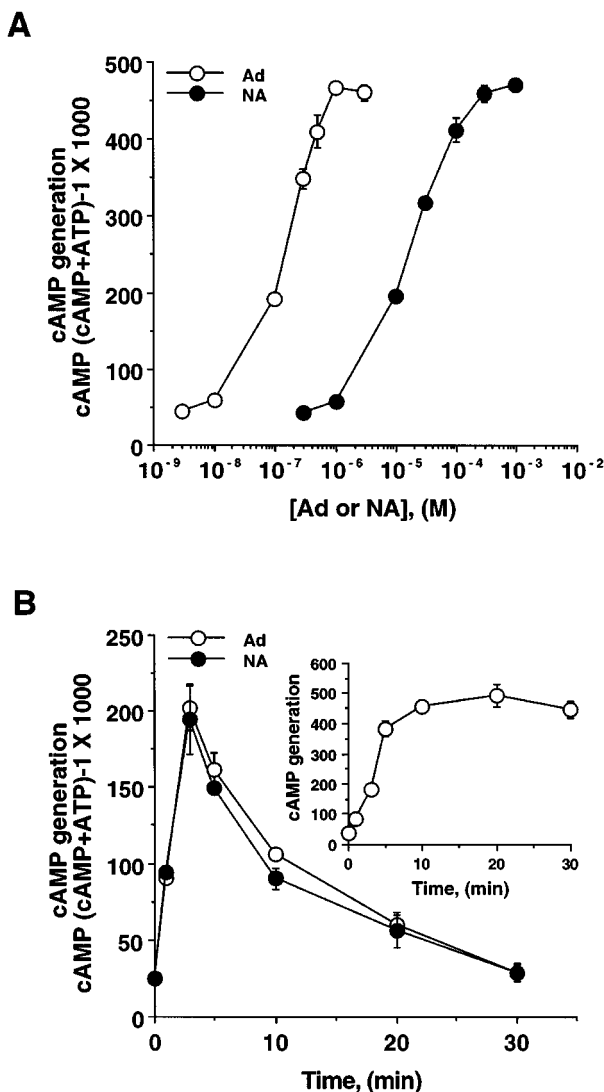 A
Ad
NA
500
400
300
200
100
0
cAMP generation
cAMP (cAMP+ATP)-1 X 1000
10⁻⁹ 10⁻⁸ 10⁻⁷ 10⁻⁶ 10⁻⁵ 10⁻⁴ 10⁻³ 10⁻²
[Ad or NA], (M)
B
Ad
NA
250
200
150
100
50
0
cAMP generation
cAMP (cAMP+ATP)-1 X 1000
600
500
400
300
200
100
0
cAMP generation
0 10 20 30
Time, (min)
0 10 20 30
Time, (min)